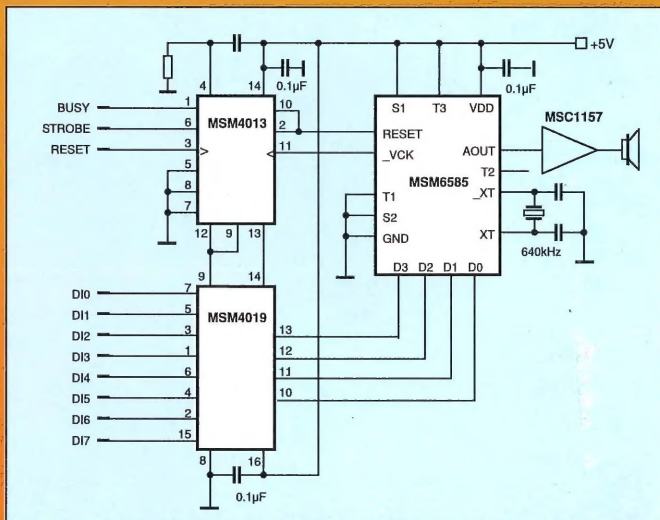 +5V
4
14
0.1µF
S1
T3
VDD
0.1µF
BUSY
1
MSM4013
10
STROBE
6
2
RESET
3
11
5
8
7
12
9
13
RESET
_VCK
AOUT
MSC1157
MSM6585
T2
_XT
T1
S2
GND
XT
640kHz
D3
D2
D1
D0
9
14
DI0
7
MSM4019
DI1
5
DI2
3
13
DI3
1
12
DI4
6
11
DI5
4
10
DI6
2
DI7
15
8
16
0.1µF